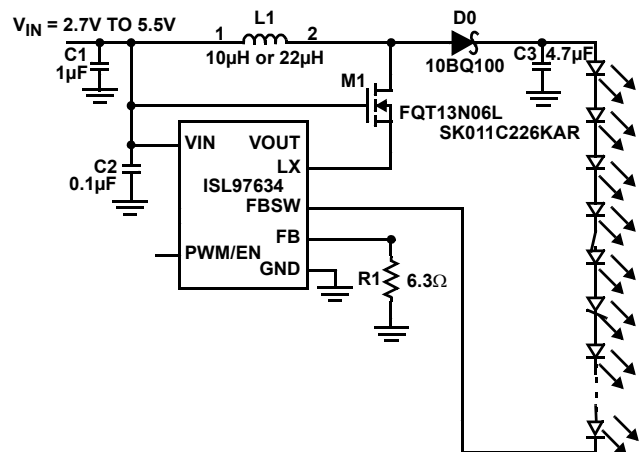 V_IN = 2.7V TO 5.5V
L1
1
2
10µH or 22µH
D0
10BQ100
C1
1µF
C3
4.7µF
M1
FQT13N06L
SK011C226KAR
C2
0.1µF
VIN
VOUT
LX
ISL97634
FBSW
FB
PWM/EN
GND
R1
6.3Ω